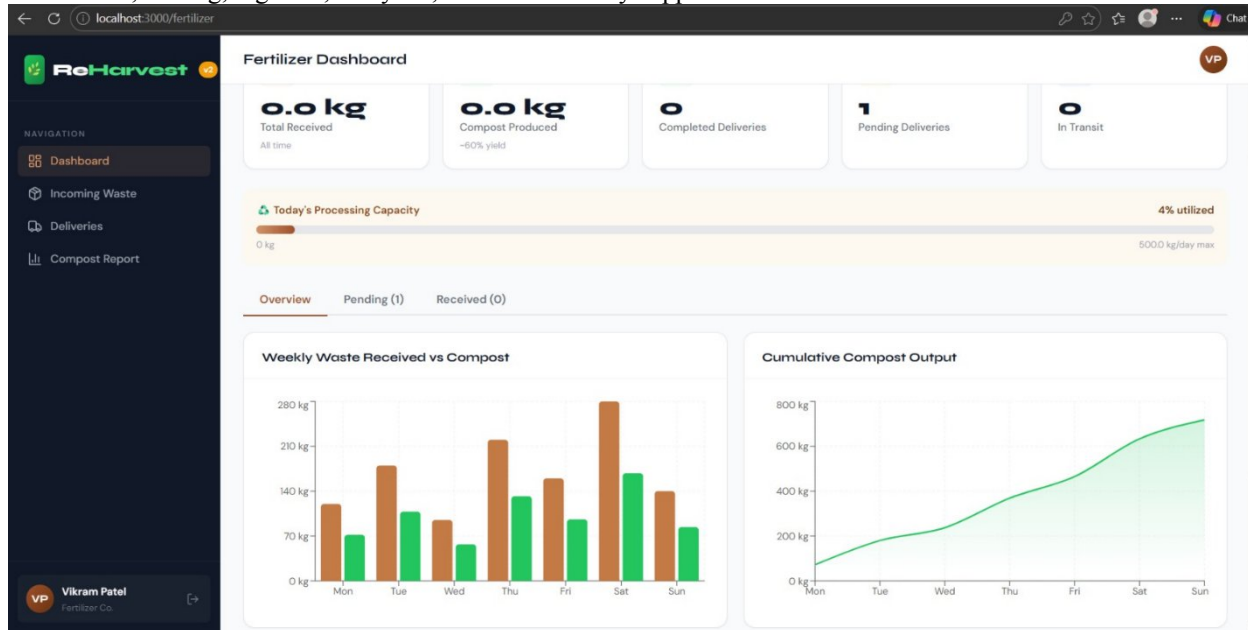 localhost:3000/fertilizer
Chat
ReHarvest v2
Fertilizer Dashboard
VP
NAVIGATION
Dashboard
Incoming Waste
Deliveries
Compost Report
0.0 kg
Total Received
All time
0.0 kg
Compost Produced
~60% yield
0
Completed Deliveries
1
Pending Deliveries
0
In Transit
Today's Processing Capacity
4% utilized
0 kg
500.0 kg/day max
Overview
Pending (1)
Received (0)
Weekly Waste Received vs Compost
280 kg
210 kg
140 kg
70 kg
0 kg
Mon Tue Wed Thu Fri Sat Sun
Cumulative Compost Output
800 kg
600 kg
400 kg
200 kg
0 kg
Mon Tue Wed Thu Fri Sat Sun
VP
Vikram Patel
Fertilizer Co.